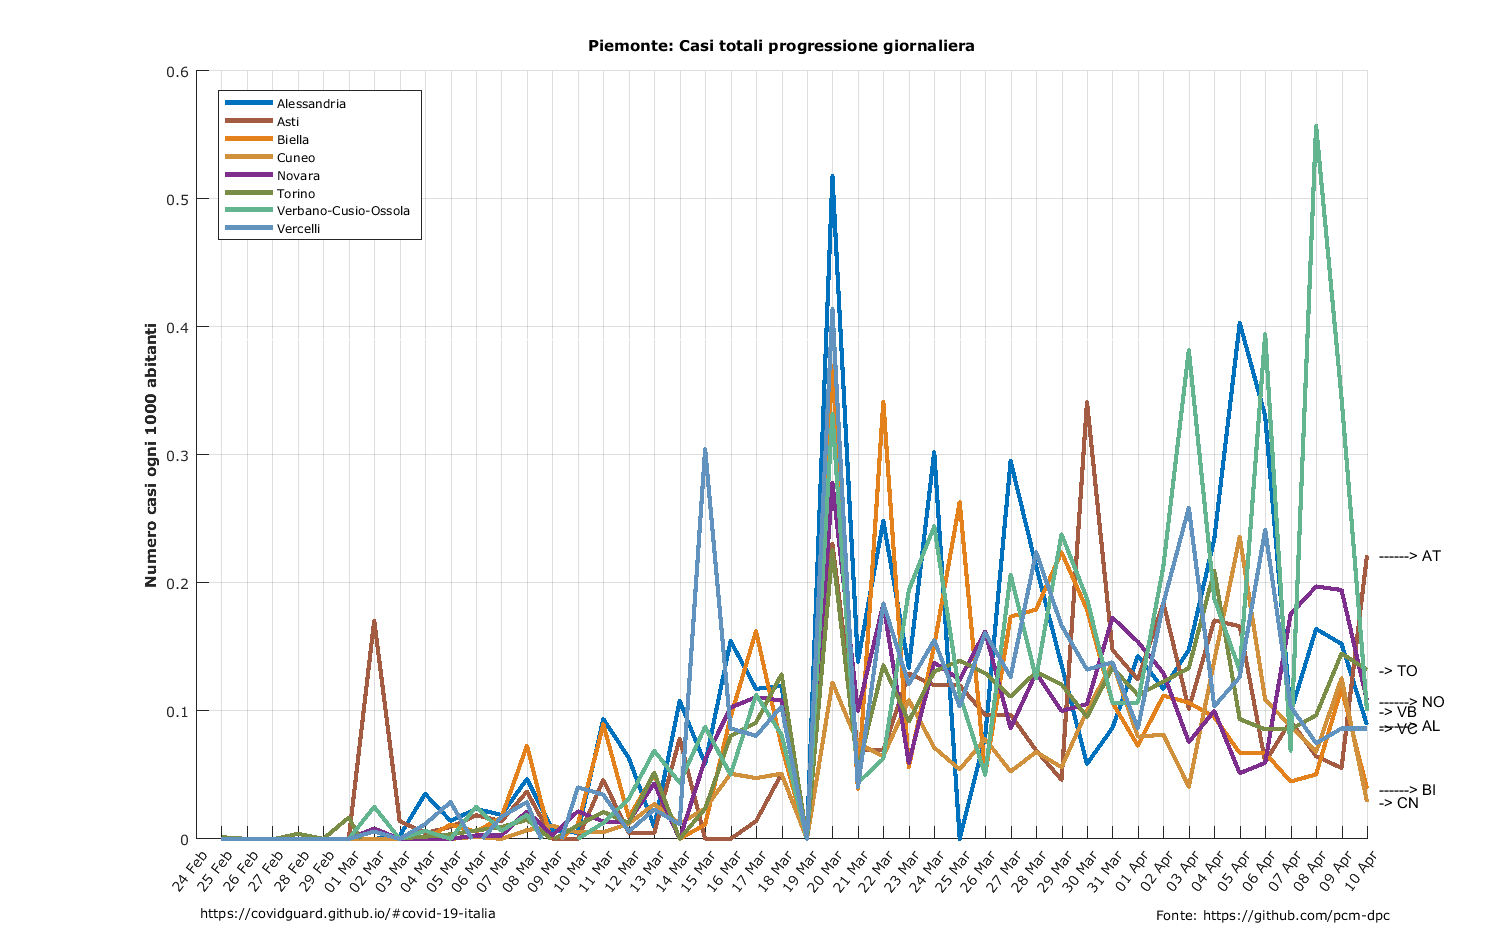 Piemonte: Casi totali progressione giornaliera
Numero casi ogni 1000 abitanti
0.6
0.5
0.4
0.3
0.2
0.1
0
Alessandria
Asti
Biella
Cuneo
Novara
Torino
Verbano-Cusio-Ossola
Vercelli
------> AT
-> TO
------> NO
-> VB
------> AL
-> VC
------> BI
-> CN
24 Feb
25 Feb
26 Feb
27 Feb
28 Feb
29 Feb
01 Mar
02 Mar
03 Mar
04 Mar
05 Mar
06 Mar
07 Mar
08 Mar
09 Mar
10 Mar
11 Mar
12 Mar
13 Mar
14 Mar
15 Mar
16 Mar
17 Mar
18 Mar
19 Mar
20 Mar
21 Mar
22 Mar
23 Mar
24 Mar
25 Mar
26 Mar
27 Mar
28 Mar
29 Mar
30 Mar
31 Mar
01 Apr
02 Apr
03 Apr
04 Apr
05 Apr
06 Apr
07 Apr
08 Apr
09 Apr
10 Apr
https://covidguard.github.io/#covid-19-italia
Fonte: https://github.com/pcm-dpc